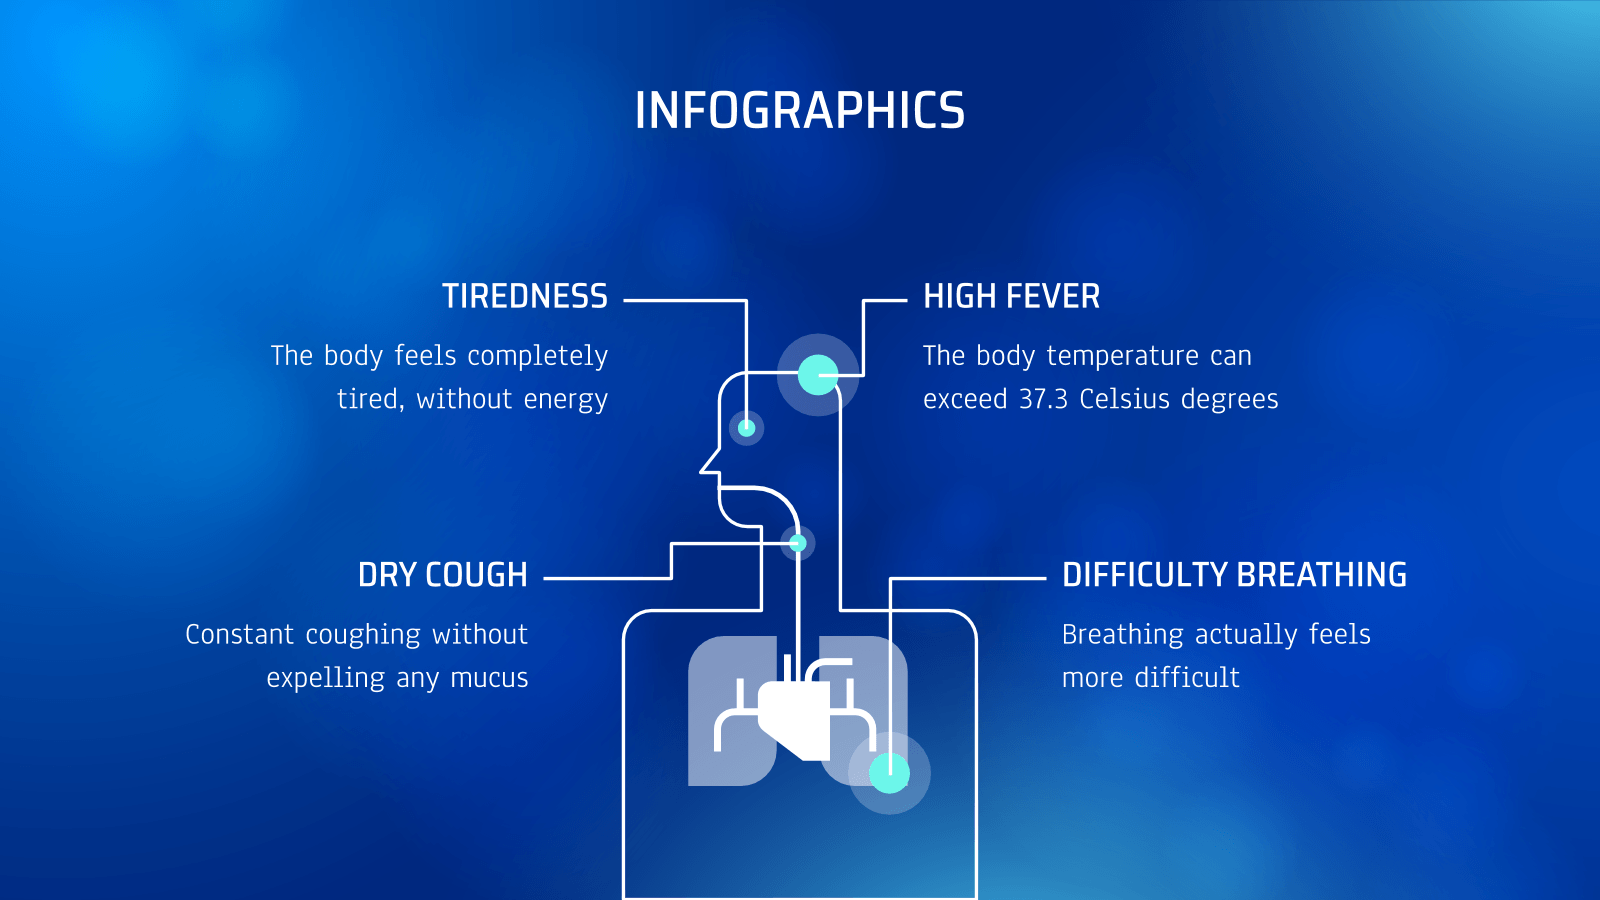 INFOGRAPHICS
TIREDNESS
The body feels completely
tired, without energy
HIGH FEVER
The body temperature can
exceed 37.3 Celsius degrees
DRY COUGH
Constant coughing without
expelling any mucus
DIFFICULTY BREATHING
Breathing actually feels
more difficult